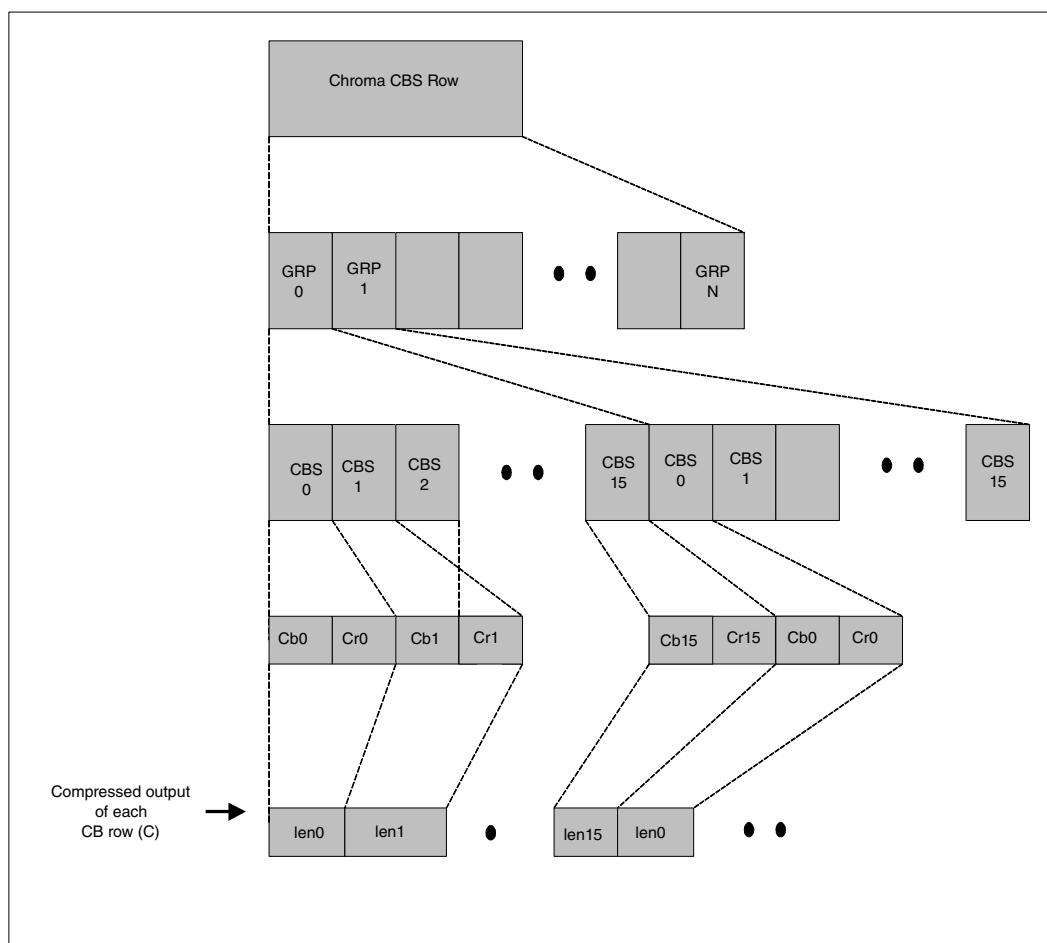 Chroma CBS Row
GRP
0
GRP
1
GRP
N
CBS
0
CBS
1
CBS
2
CBS
15
CBS
0
CBS
1
CBS
15
Cb0
Cr0
Cb1
Cr1
Cb15
Cr15
Cb0
Cr0
Compressed output
of each
CB row (C)
len0
len1
len15
len0